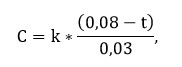 C = k * (0,08 − t) / 0,03,